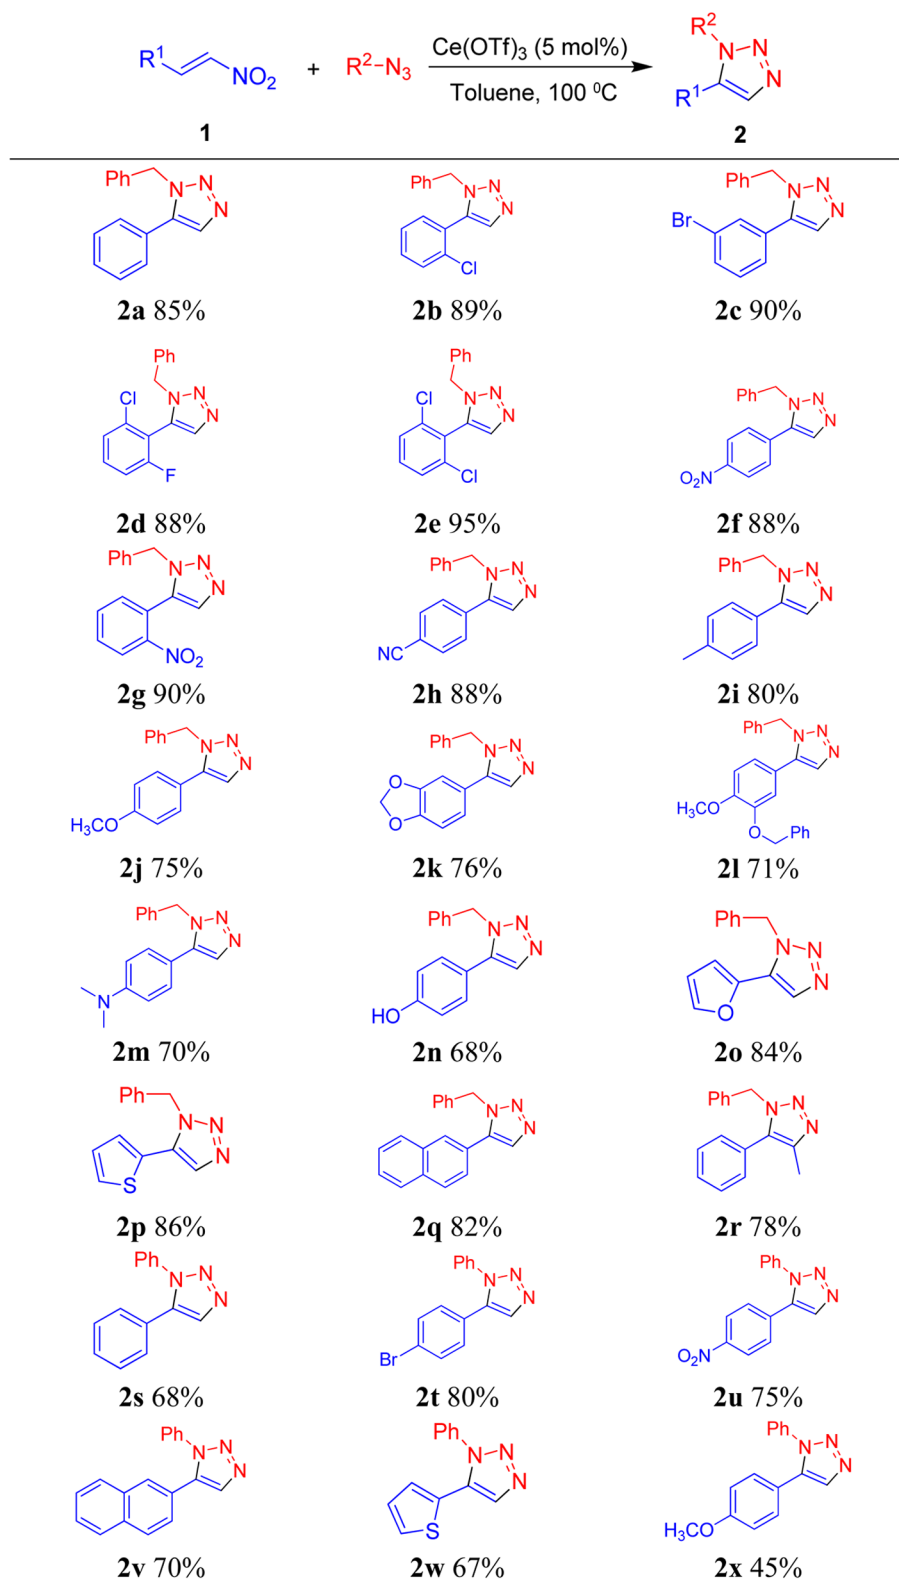 R1 NO2 + R2-N3 Ce(OTf)3 (5 mol%) R2 N N N R1
Toluene, 100 0C
1 2
Ph N N N Ph N N N Cl Ph N N N Br
2a 85% 2b 89% 2c 90%
Ph N N N Cl F Ph N N N Cl Cl Ph N N N O2N
2d 88% 2e 95% 2f 88%
Ph N N N NO2 Ph N N N NC Ph N N N
2g 90% 2h 88% 2i 80%
Ph N N N H3CO Ph N N N O O Ph N N N H3CO O Ph
2j 75% 2k 76% 2l 71%
Ph N N N N Ph N N N HO Ph N N N O
2m 70% 2n 68% 2o 84%
Ph N N N S Ph N N N Ph N N N
2p 86% 2q 82% 2r 78%
Ph N N N Ph N N N Br Ph N N N O2N
2s 68% 2t 80% 2u 75%
Ph N N N Ph N N N S Ph N N N H3CO
2v 70% 2w 67% 2x 45%